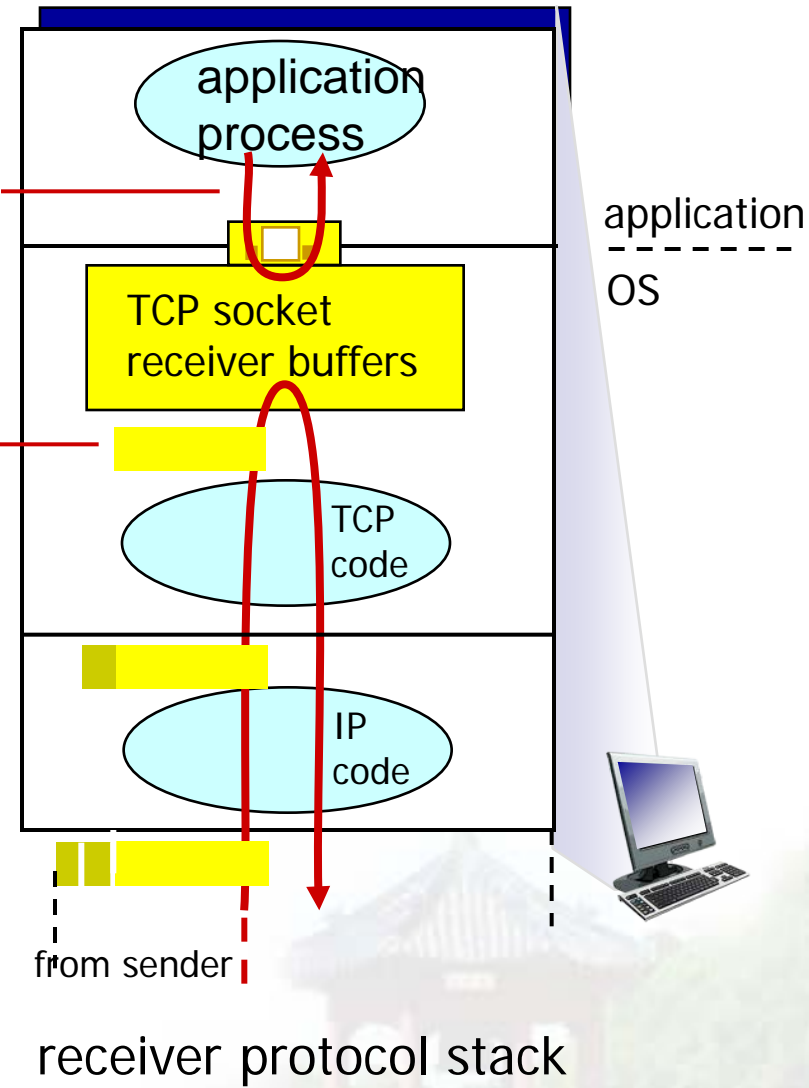 application
process
application
OS
TCP socket
receiver buffers
TCP
code
IP
code
from sender
receiver protocol stack